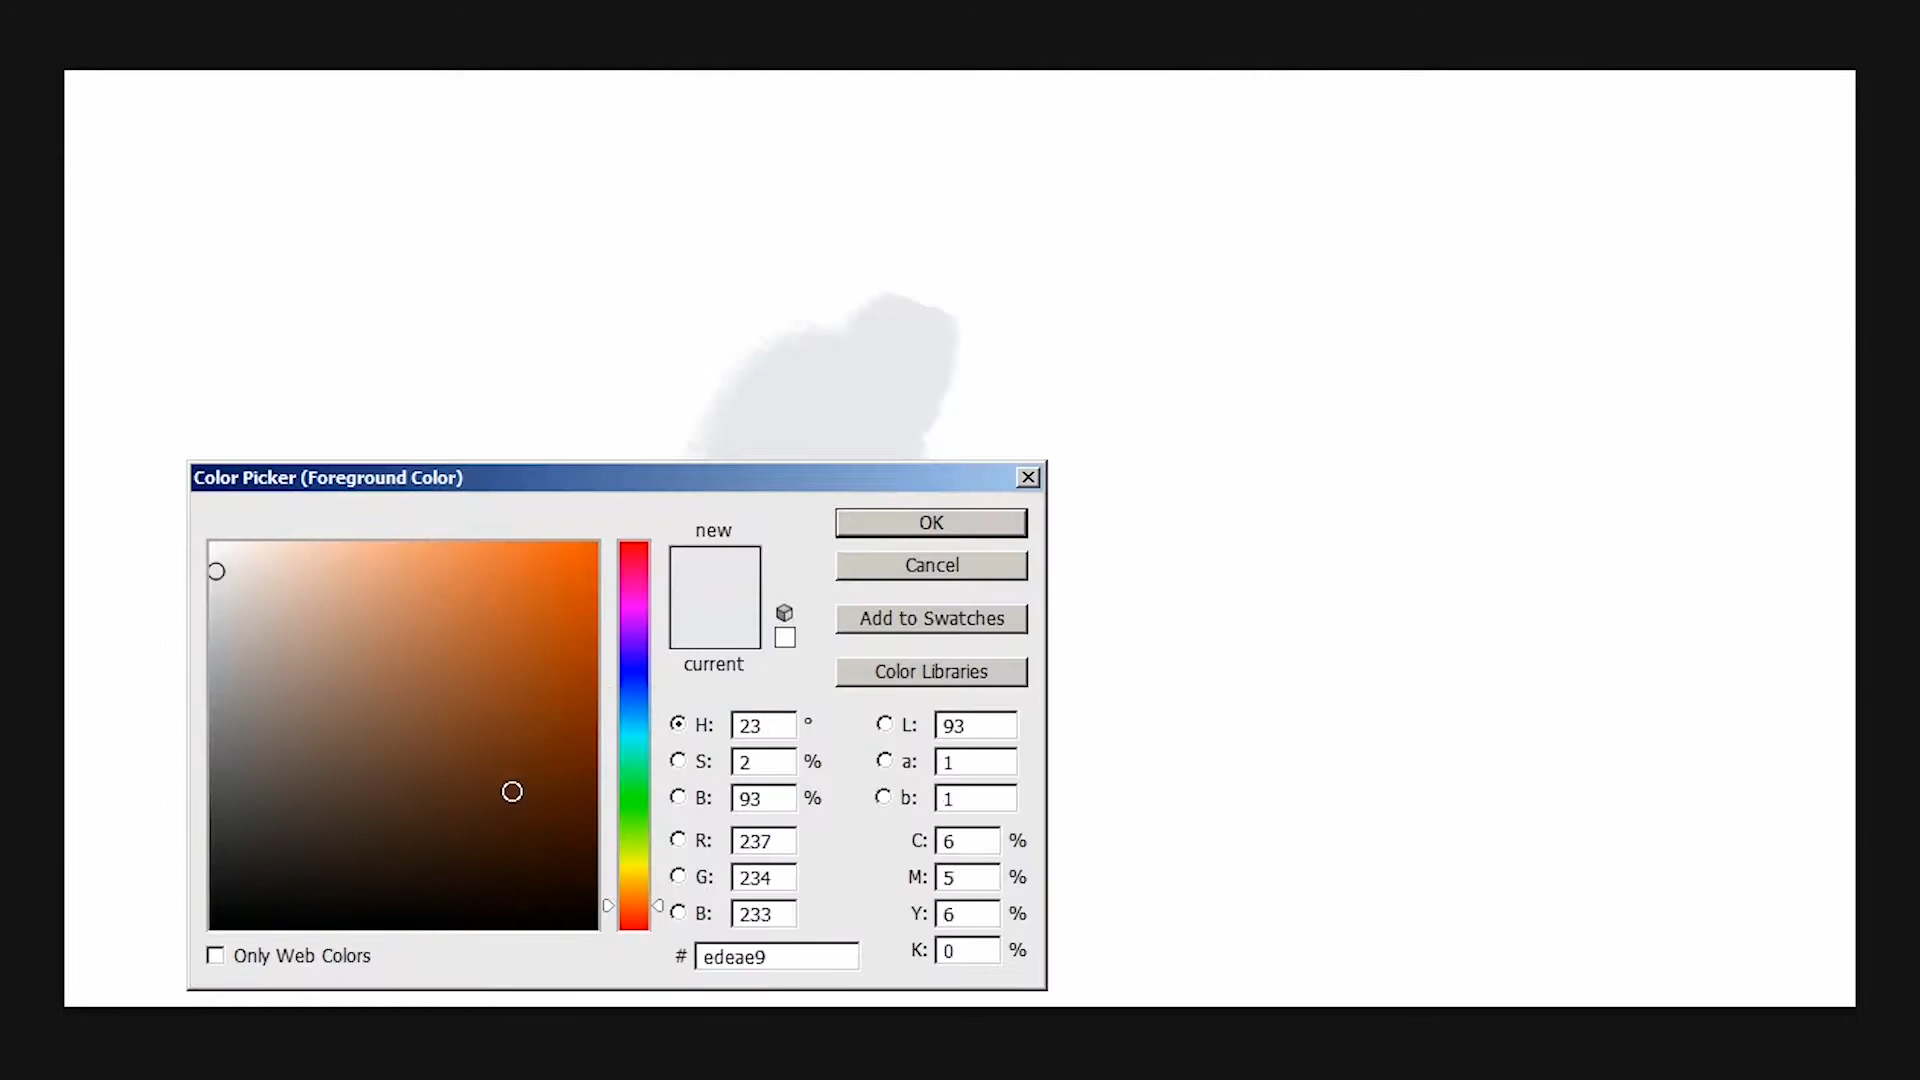 Color Picker (Foreground Color)
new
OK
Cancel
Add to Swatches
current
Color Libraries
H: 23 ° L: 93
S: 2 % a: 1
B: 93 % b: 1
R: 237 C: 6 %
G: 234 M: 5 %
B: 233 Y: 6 %
K: 0 %
Only Web Colors # edeae9